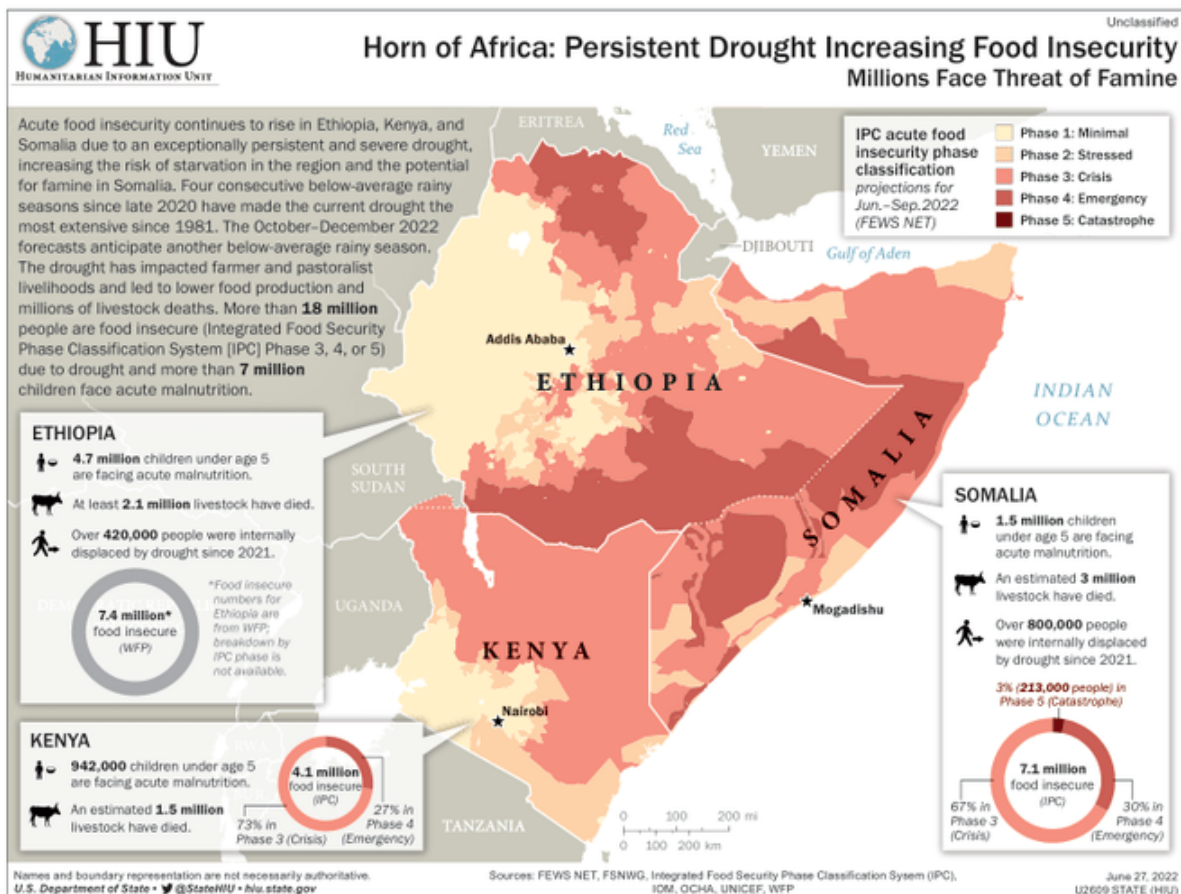 Unclassified
HIU
HUMANITARIAN INFORMATION UNIT
Horn of Africa: Persistent Drought Increasing Food Insecurity
Millions Face Threat of Famine
Acute food insecurity continues to rise in Ethiopia, Kenya, and
Somalia due to an exceptionally persistent and severe drought,
increasing the risk of starvation in the region and the potential
for famine in Somalia. Four consecutive below-average rainy
seasons since late 2020 have made the current drought the
most extensive since 1981. The October–December 2022
forecasts anticipate another below-average rainy season.
The drought has impacted farmer and pastoralist
livelihoods and led to lower food production and
millions of livestock deaths. More than 18 million
people are food insecure (Integrated Food Security
Phase Classification System [IPC] Phase 3, 4, or 5)
due to drought and more than 7 million
children face acute malnutrition.
IPC acute food
insecurity phase
classification
projections for
Jun.–Sep.2022
(FEWS NET)
Phase 1: Minimal
Phase 2: Stressed
Phase 3: Crisis
Phase 4: Emergency
Phase 5: Catastrophe
ERITREA
Red
Sea
YEMEN
DJIBOUTI
Gulf of Aden
Addis Ababa
ETHIOPIA
INDIAN
OCEAN
SOUTH
SUDAN
SOMALIA
Mogadishu
UGANDA
KENYA
Nairobi
RWA
TANZANIA
ETHIOPIA
4.7 million children under age 5
are facing acute malnutrition.
At least 2.1 million livestock have died.
Over 420,000 people were internally
displaced by drought since 2021.
7.4 million*
food insecure
(WFP)
*Food insecure
numbers for
Ethiopia are
from WFP;
breakdown by
IPC phase is
not available.
KENYA
942,000 children under age 5
are facing acute malnutrition.
An estimated 1.5 million
livestock have died.
4.1 million
food insecure
(IPC)
73% in
Phase 3 (Crisis)
27% in
Phase 4
(Emergency)
SOMALIA
1.5 million children
under age 5 are facing
acute malnutrition.
An estimated 3 million
livestock have died.
Over 800,000 people
were internally displaced
by drought since 2021.
3% (213,000 people) in
Phase 5 (Catastrophe)
7.1 million
food insecure
(IPC)
67% in
Phase 3
(Crisis)
30% in
Phase 4
(Emergency)
0 100 200 mi
0 100 200 km
Names and boundary representation are not necessarily authoritative.
U.S. Department of State • @StateHIU • hiu.state.gov
Sources: FEWS NET, FSNWG, Integrated Food Security Phase Classification Sysem (IPC),
IOM, OCHA, UNICEF, WFP
June 27, 2022
U2609 STATE (HIU)